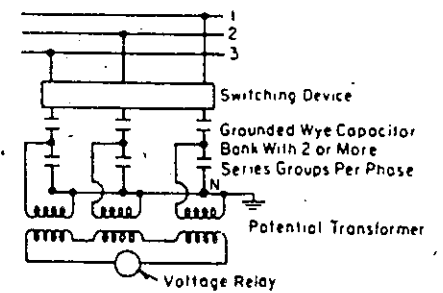 1
2
3
Switching Device
Grounded Wye Capacitor
Bank With 2 or More
Series Groups Per Phase
N
Potential Transformer
Voltage Relay